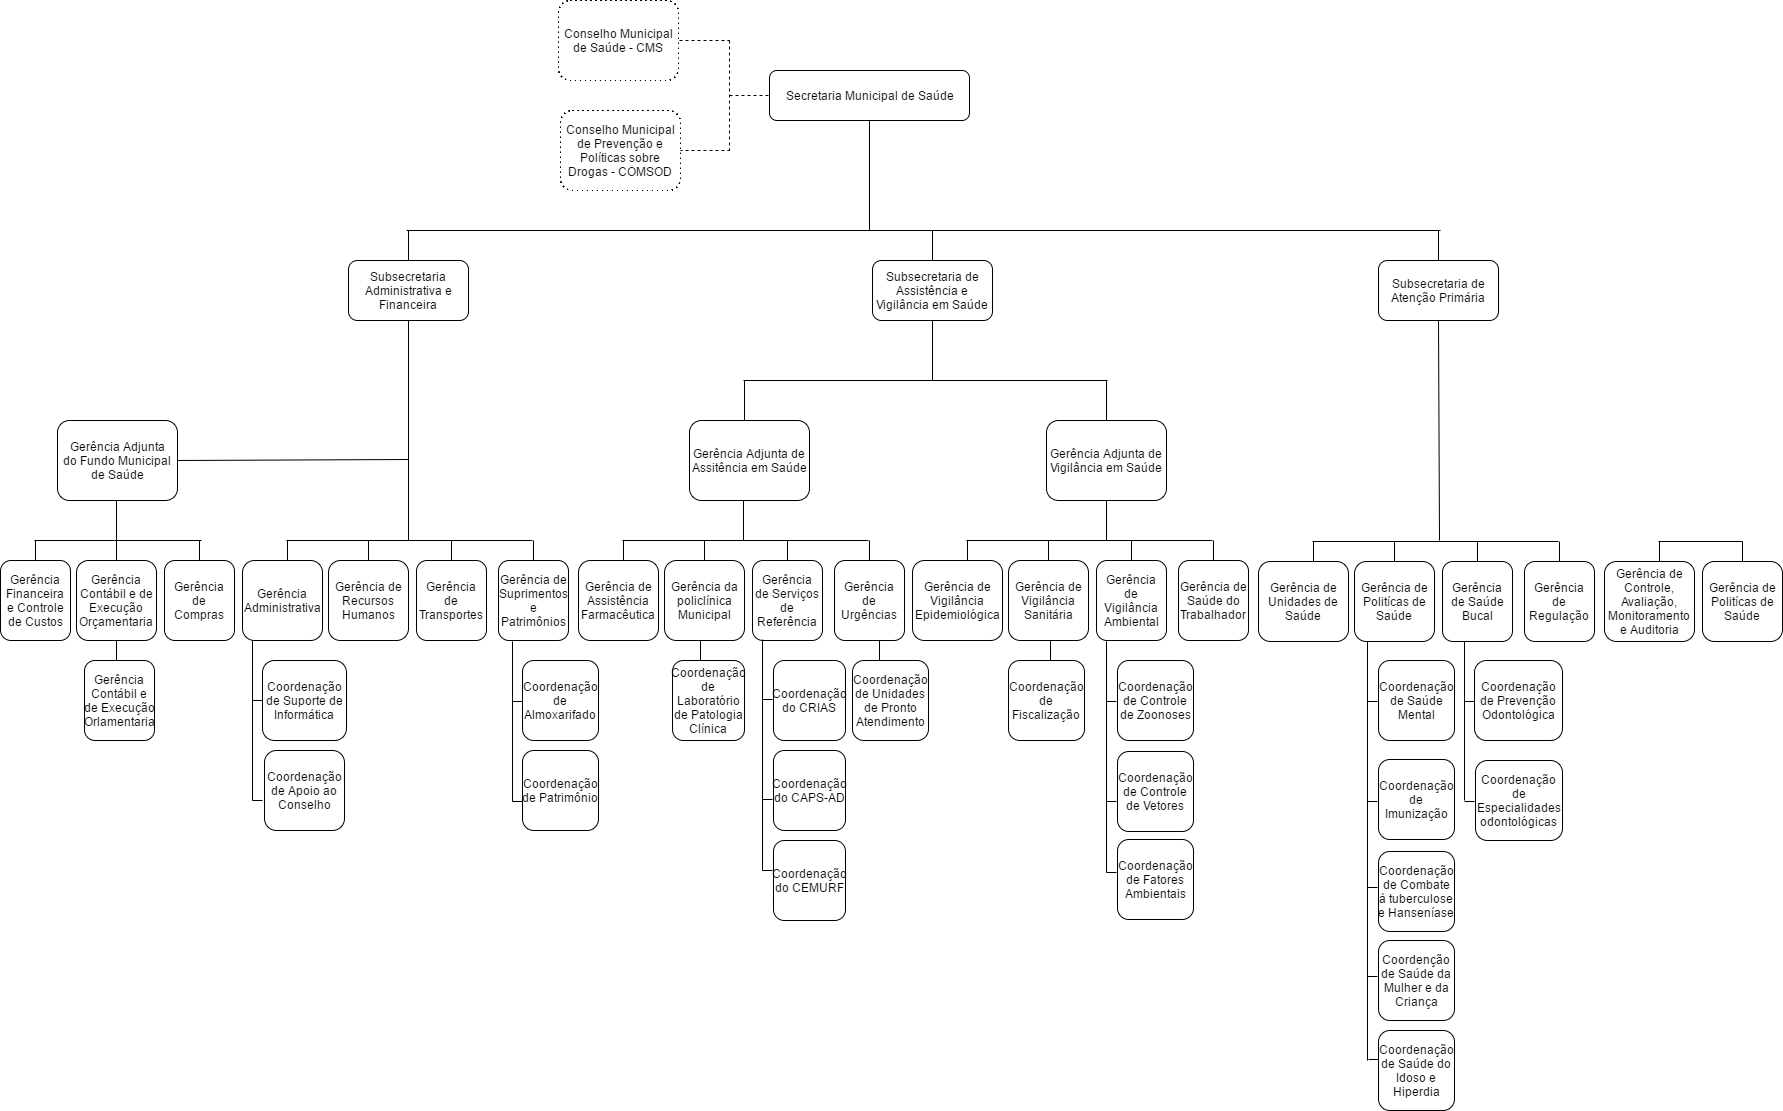 Conselho Municipal
de Saúde - CMS
Secretaria Municipal de Saúde
Conselho Municipal
de Prevenção e
Políticas sobre
Drogas - COMSOD
Subsecretaria
Administrativa e
Financeira
Subsecretaria de
Assistência e
Vigilância em Saúde
Subsecretaria de
Atenção Primária
Gerência Adjunta
do Fundo Municipal
de Saúde
Gerência Adjunta de
Assitência em Saúde
Gerência Adjunta de
Vigilância em Saúde
Gerência
Financeira
e Controle
de Custos
Gerência
Contábil e de
Execução
Orçamentaria
Gerência
de
Compras
Gerência
Administrativa
Gerência de
Recursos
Humanos
Gerência
de
Transportes
Gerência de
Suprimentos
e
Patrimônios
Gerência de
Assistência
Farmacêutica
Gerência da
policlínica
Municipal
Gerência
de Serviços
de
Referência
Gerência
de
Urgências
Gerência de
Vigilância
Epidemiológica
Gerência de
Vigilância
Sanitária
Gerência
de
Vigilância
Ambiental
Gerência de
Saúde do
Trabalhador
Gerência de
Unidades de
Saúde
Gerência de
Politícas de
Saúde
Gerência
de Saúde
Bucal
Gerência
de
Regulação
Gerência de
Controle,
Avaliação,
Monitoramento
e Auditoria
Gerência de
Politícas de
Saúde
Gerência
Contábil e
de Execução
Orlamentaria
Coordenação
de Suporte de
Informática
Coordenação
de
Almoxarifado
Coordenação
de
Laboratório
de Patologia
Clínica
Coordenação
do CRIAS
Coordenação
de Unidades
de Pronto
Atendimento
Coordenação
de
Fiscalização
Coordenação
de Controle
de Zoonoses
Coordenação
de Saúde
Mental
Coordenação
de Prevenção
Odontológica
Coordenação
de Apoio ao
Conselho
Coordenação
de Patrimônio
Coordenação
do CAPS-AD
Coordenação
de Controle
de Vetores
Coordenação
de
Imunização
Coordenação
de
Especialidades
odontológicas
Coordenação
do CEMURF
Coordenação
de Fatores
Ambientais
Coordenação
de Combate
à tuberculose
e Hanseníase
Coordenção
de Saúde da
Mulher e da
Criança
Coordenação
de Saúde do
Idoso e
Hiperdia